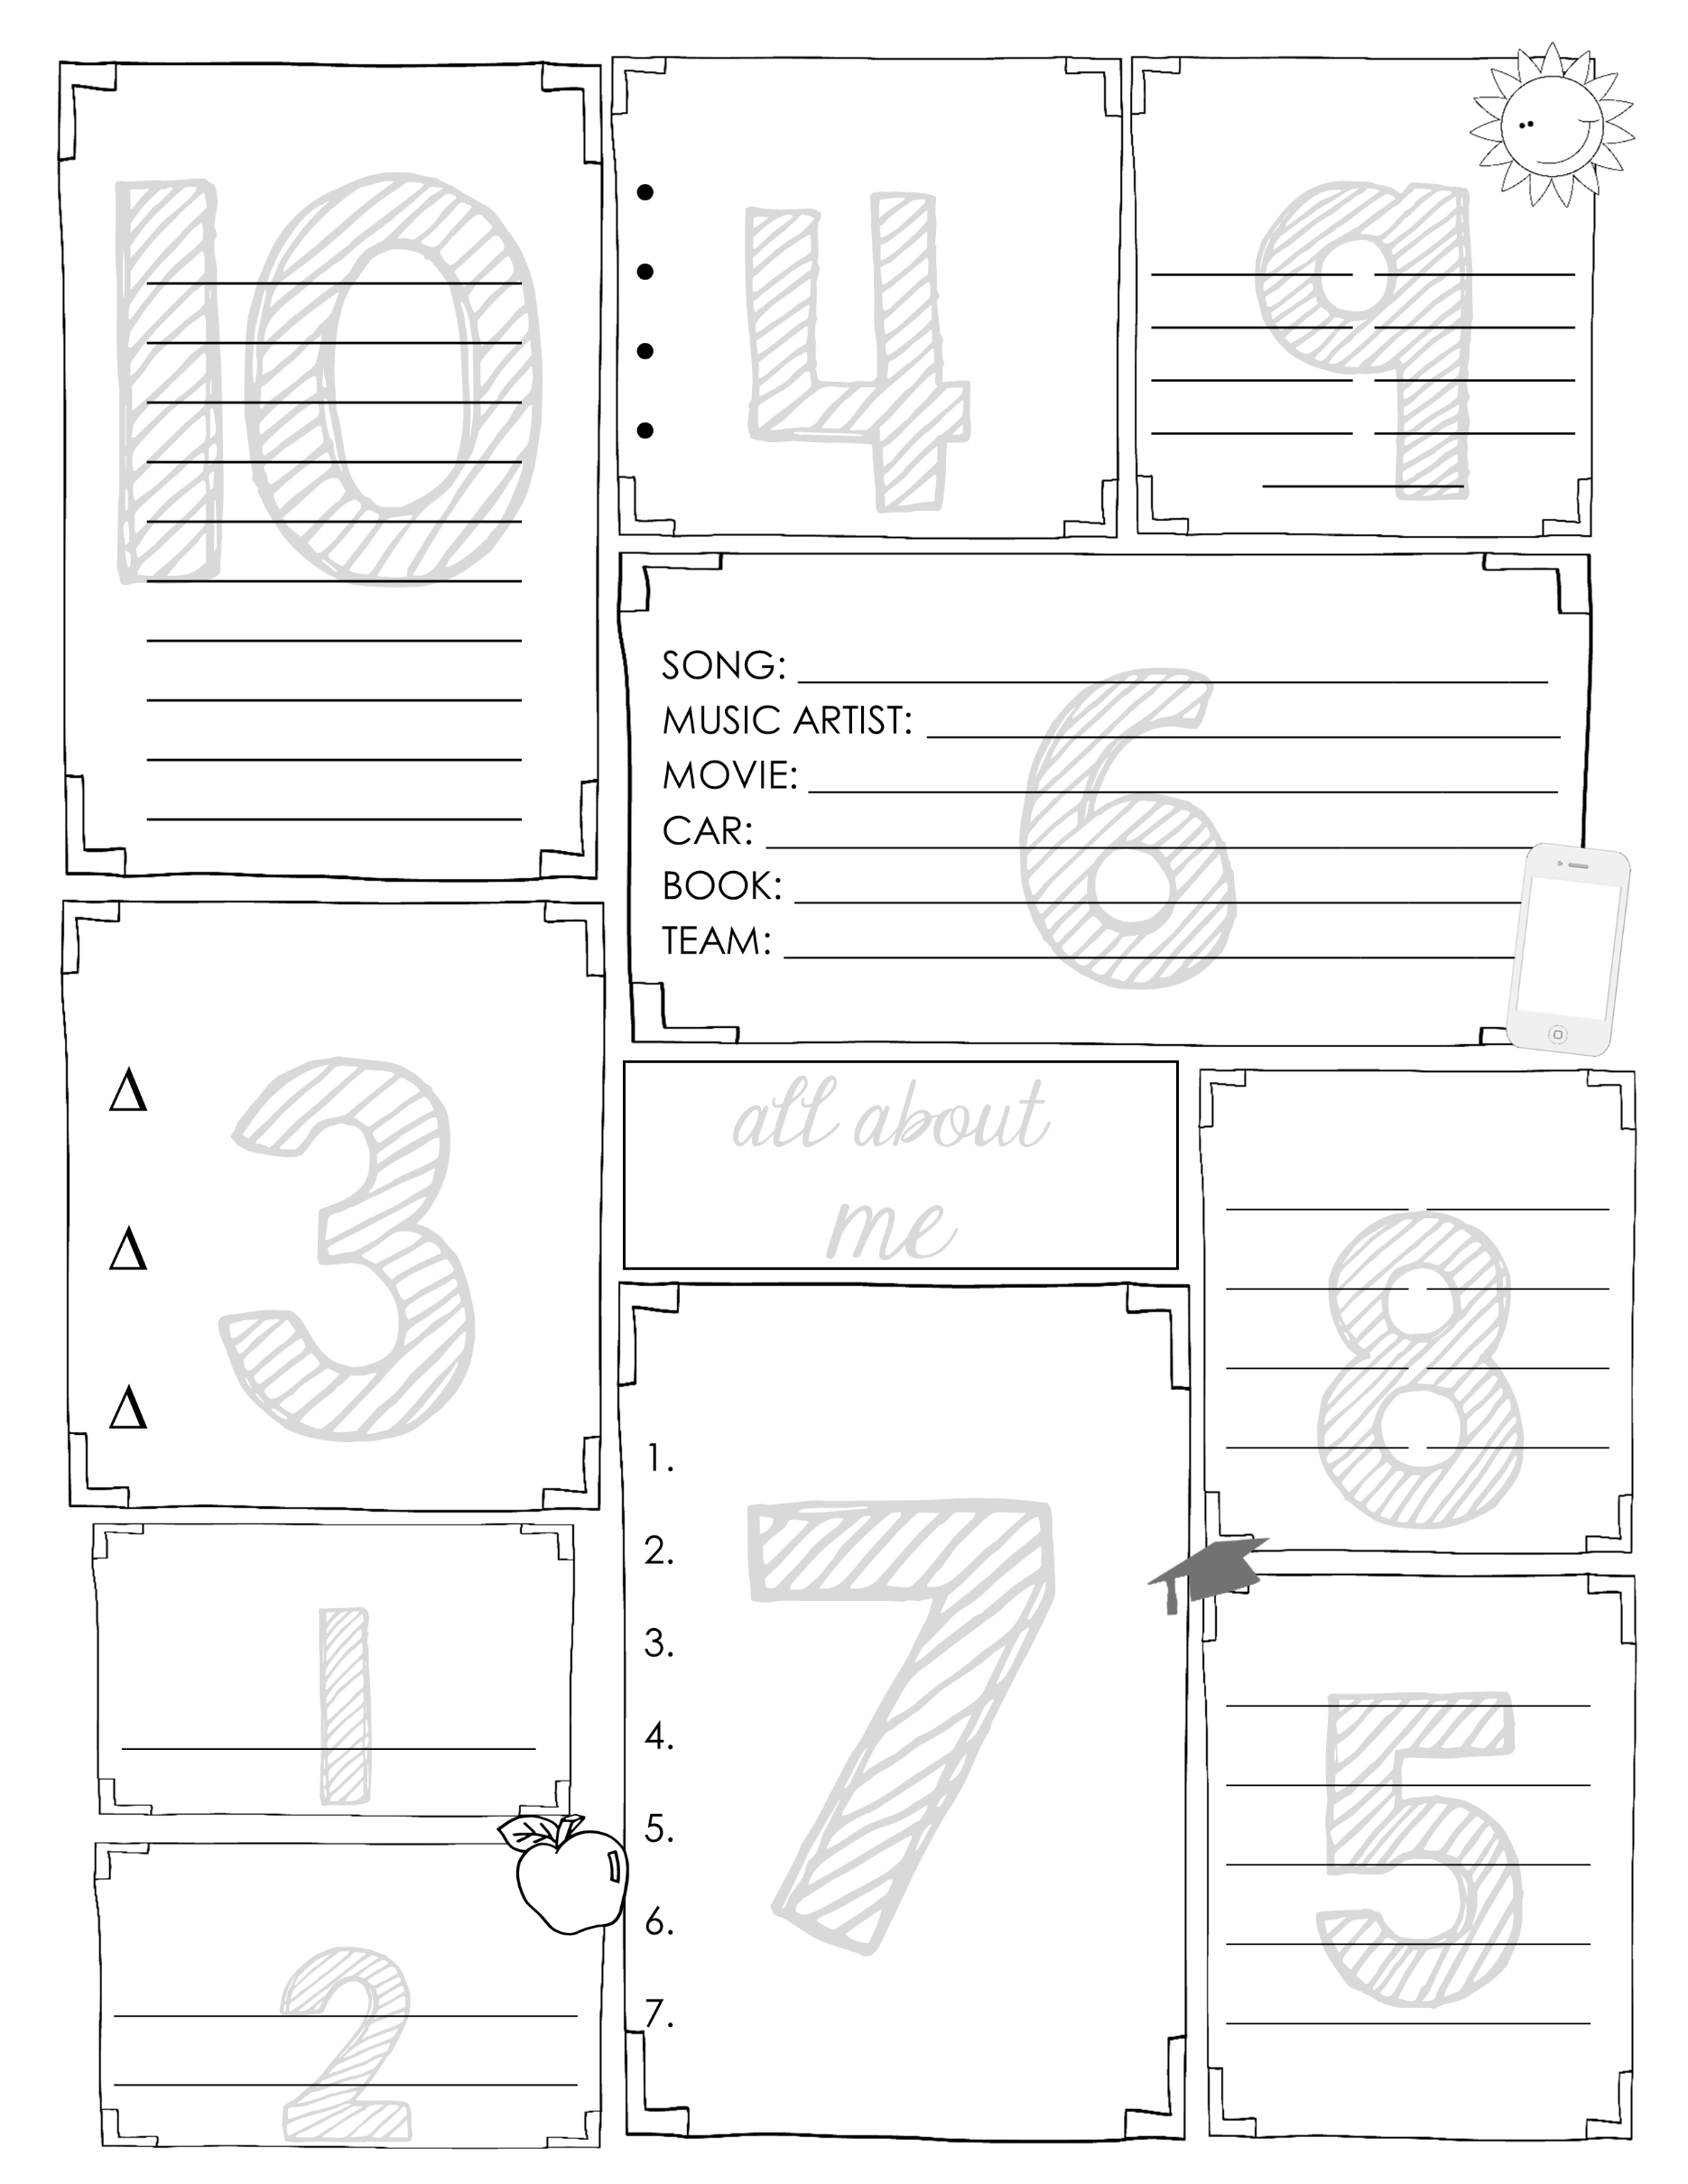 10
4
9
SONG:
MUSIC ARTIST:
MOVIE:
CAR:
BOOK:
TEAM:
6
3
Δ
Δ
Δ
all about
me
8
1.
2.
3.
4.
5.
6.
7.
7
1
5
2